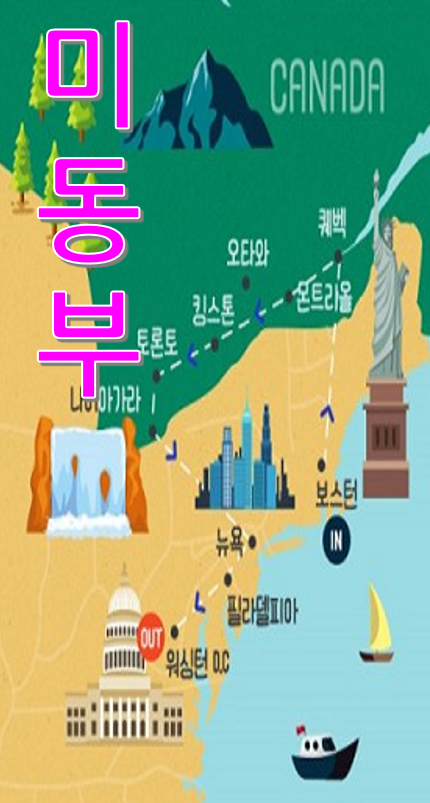 미
동
부
CANADA
퀘벡
오타와
몬트리올
킹스톤
토론토
나이아가라
보스턴
IN
뉴욕
필라델피아
OUT
워싱턴 D.C